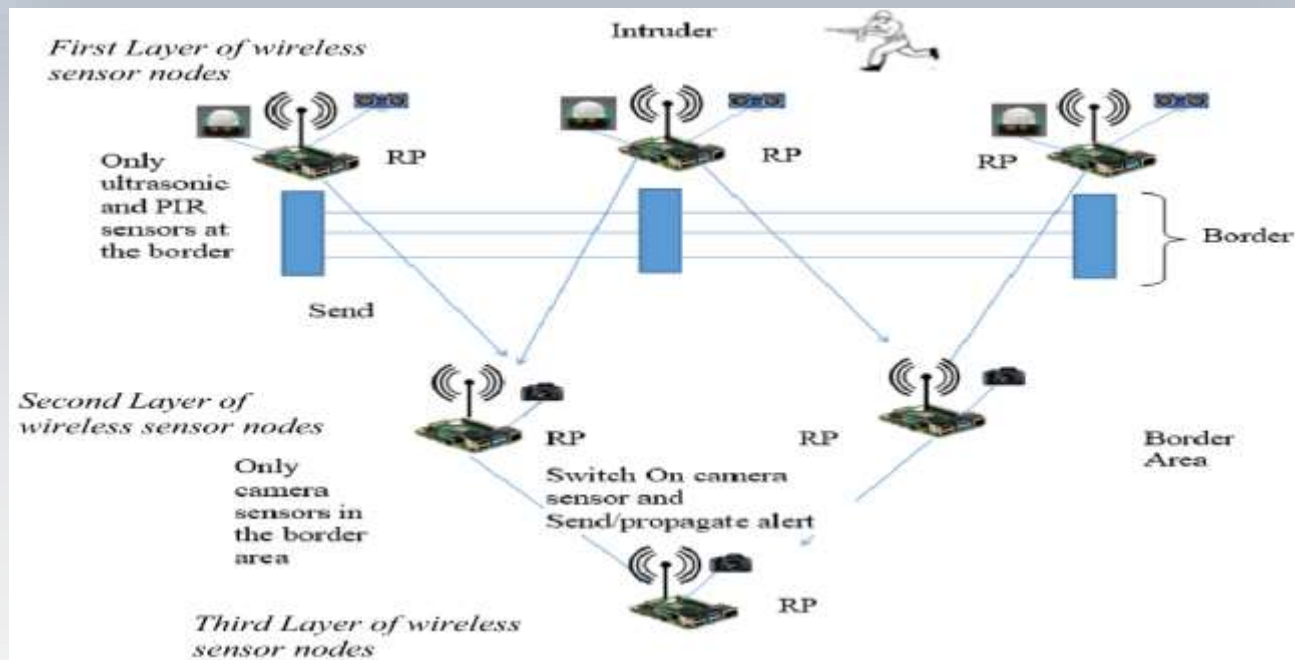 Intruder
First Layer of wireless
sensor nodes
RP
RP
RP
Only
ultrasonic
and PIR
sensors at
the border
Border
Send
Second Layer of
wireless sensor nodes
RP
RP
Border
Area
Only
camera
sensors in
the border
area
Switch On camera
sensor and
Send/propagate alert
RP
Third Layer of wireless
sensor nodes